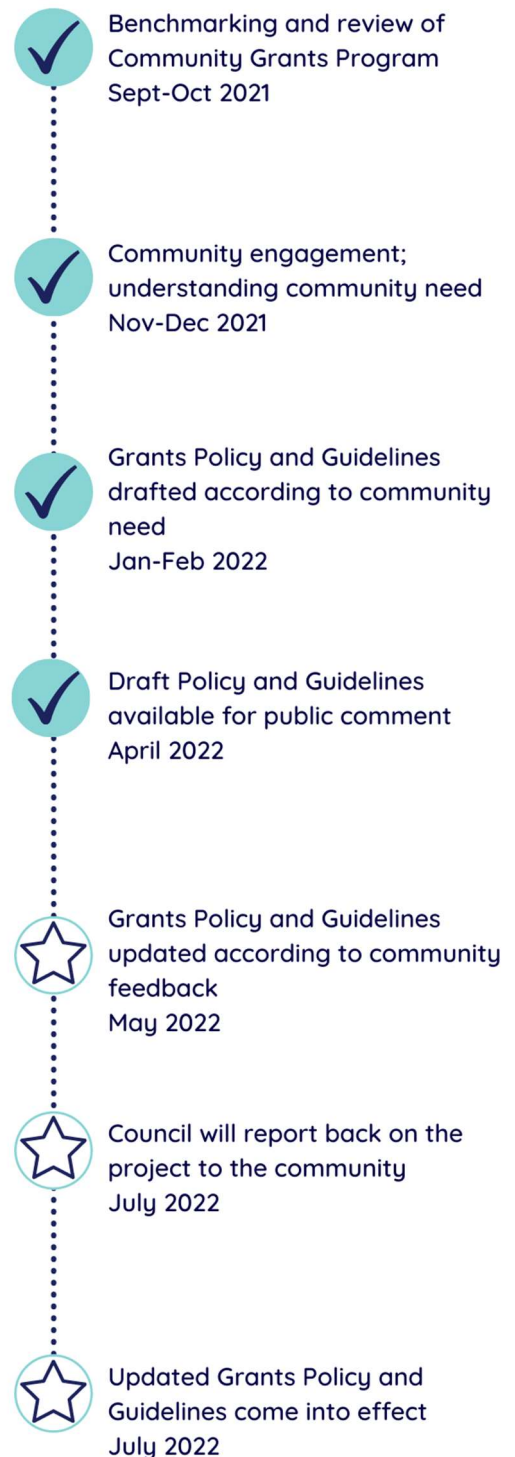 Benchmarking and review of
Community Grants Program
Sept-Oct 2021
Community engagement;
understanding community need
Nov-Dec 2021
Grants Policy and Guidelines
drafted according to community
need
Jan-Feb 2022
Draft Policy and Guidelines
available for public comment
April 2022
Grants Policy and Guidelines
updated according to community
feedback
May 2022
Council will report back on the
project to the community
July 2022
Updated Grants Policy and
Guidelines come into effect
July 2022